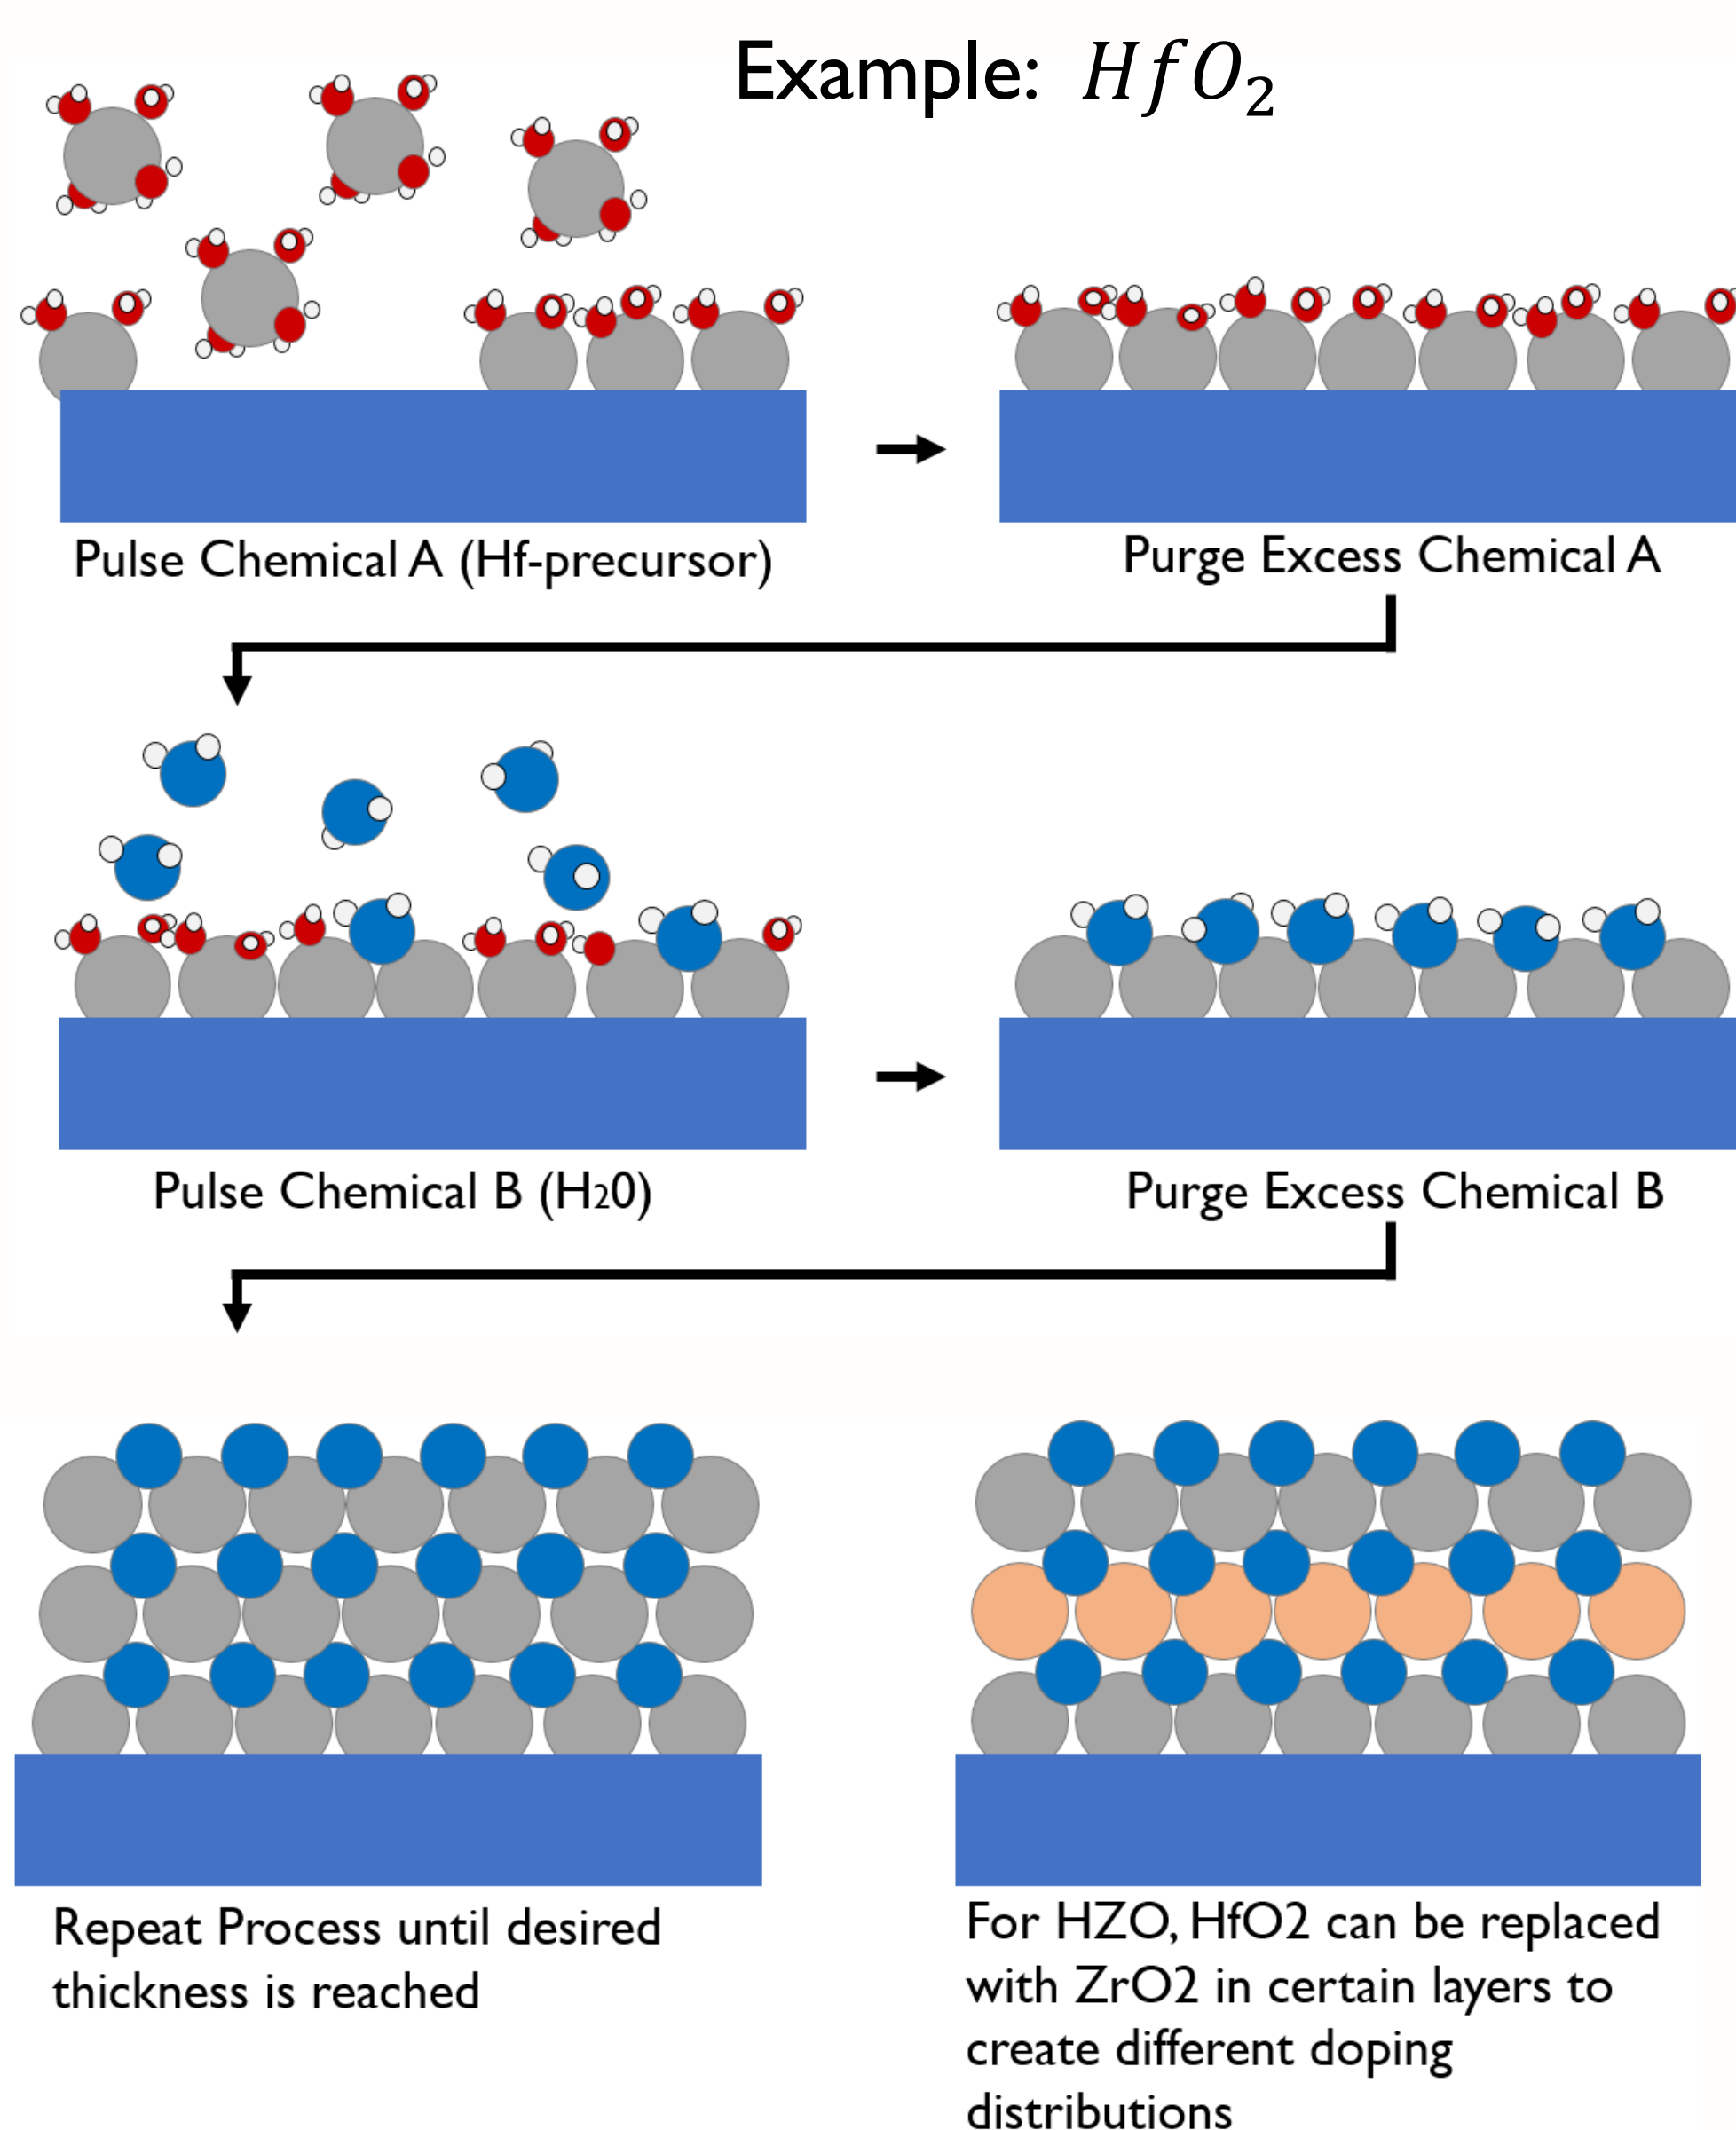 Example: HfO₂
Pulse Chemical A (Hf-precursor)
Purge Excess Chemical A
Pulse Chemical B (H₂0)
Purge Excess Chemical B
Repeat Process until desired
thickness is reached
For HZO, HfO2 can be replaced
with ZrO2 in certain layers to
create different doping
distributions